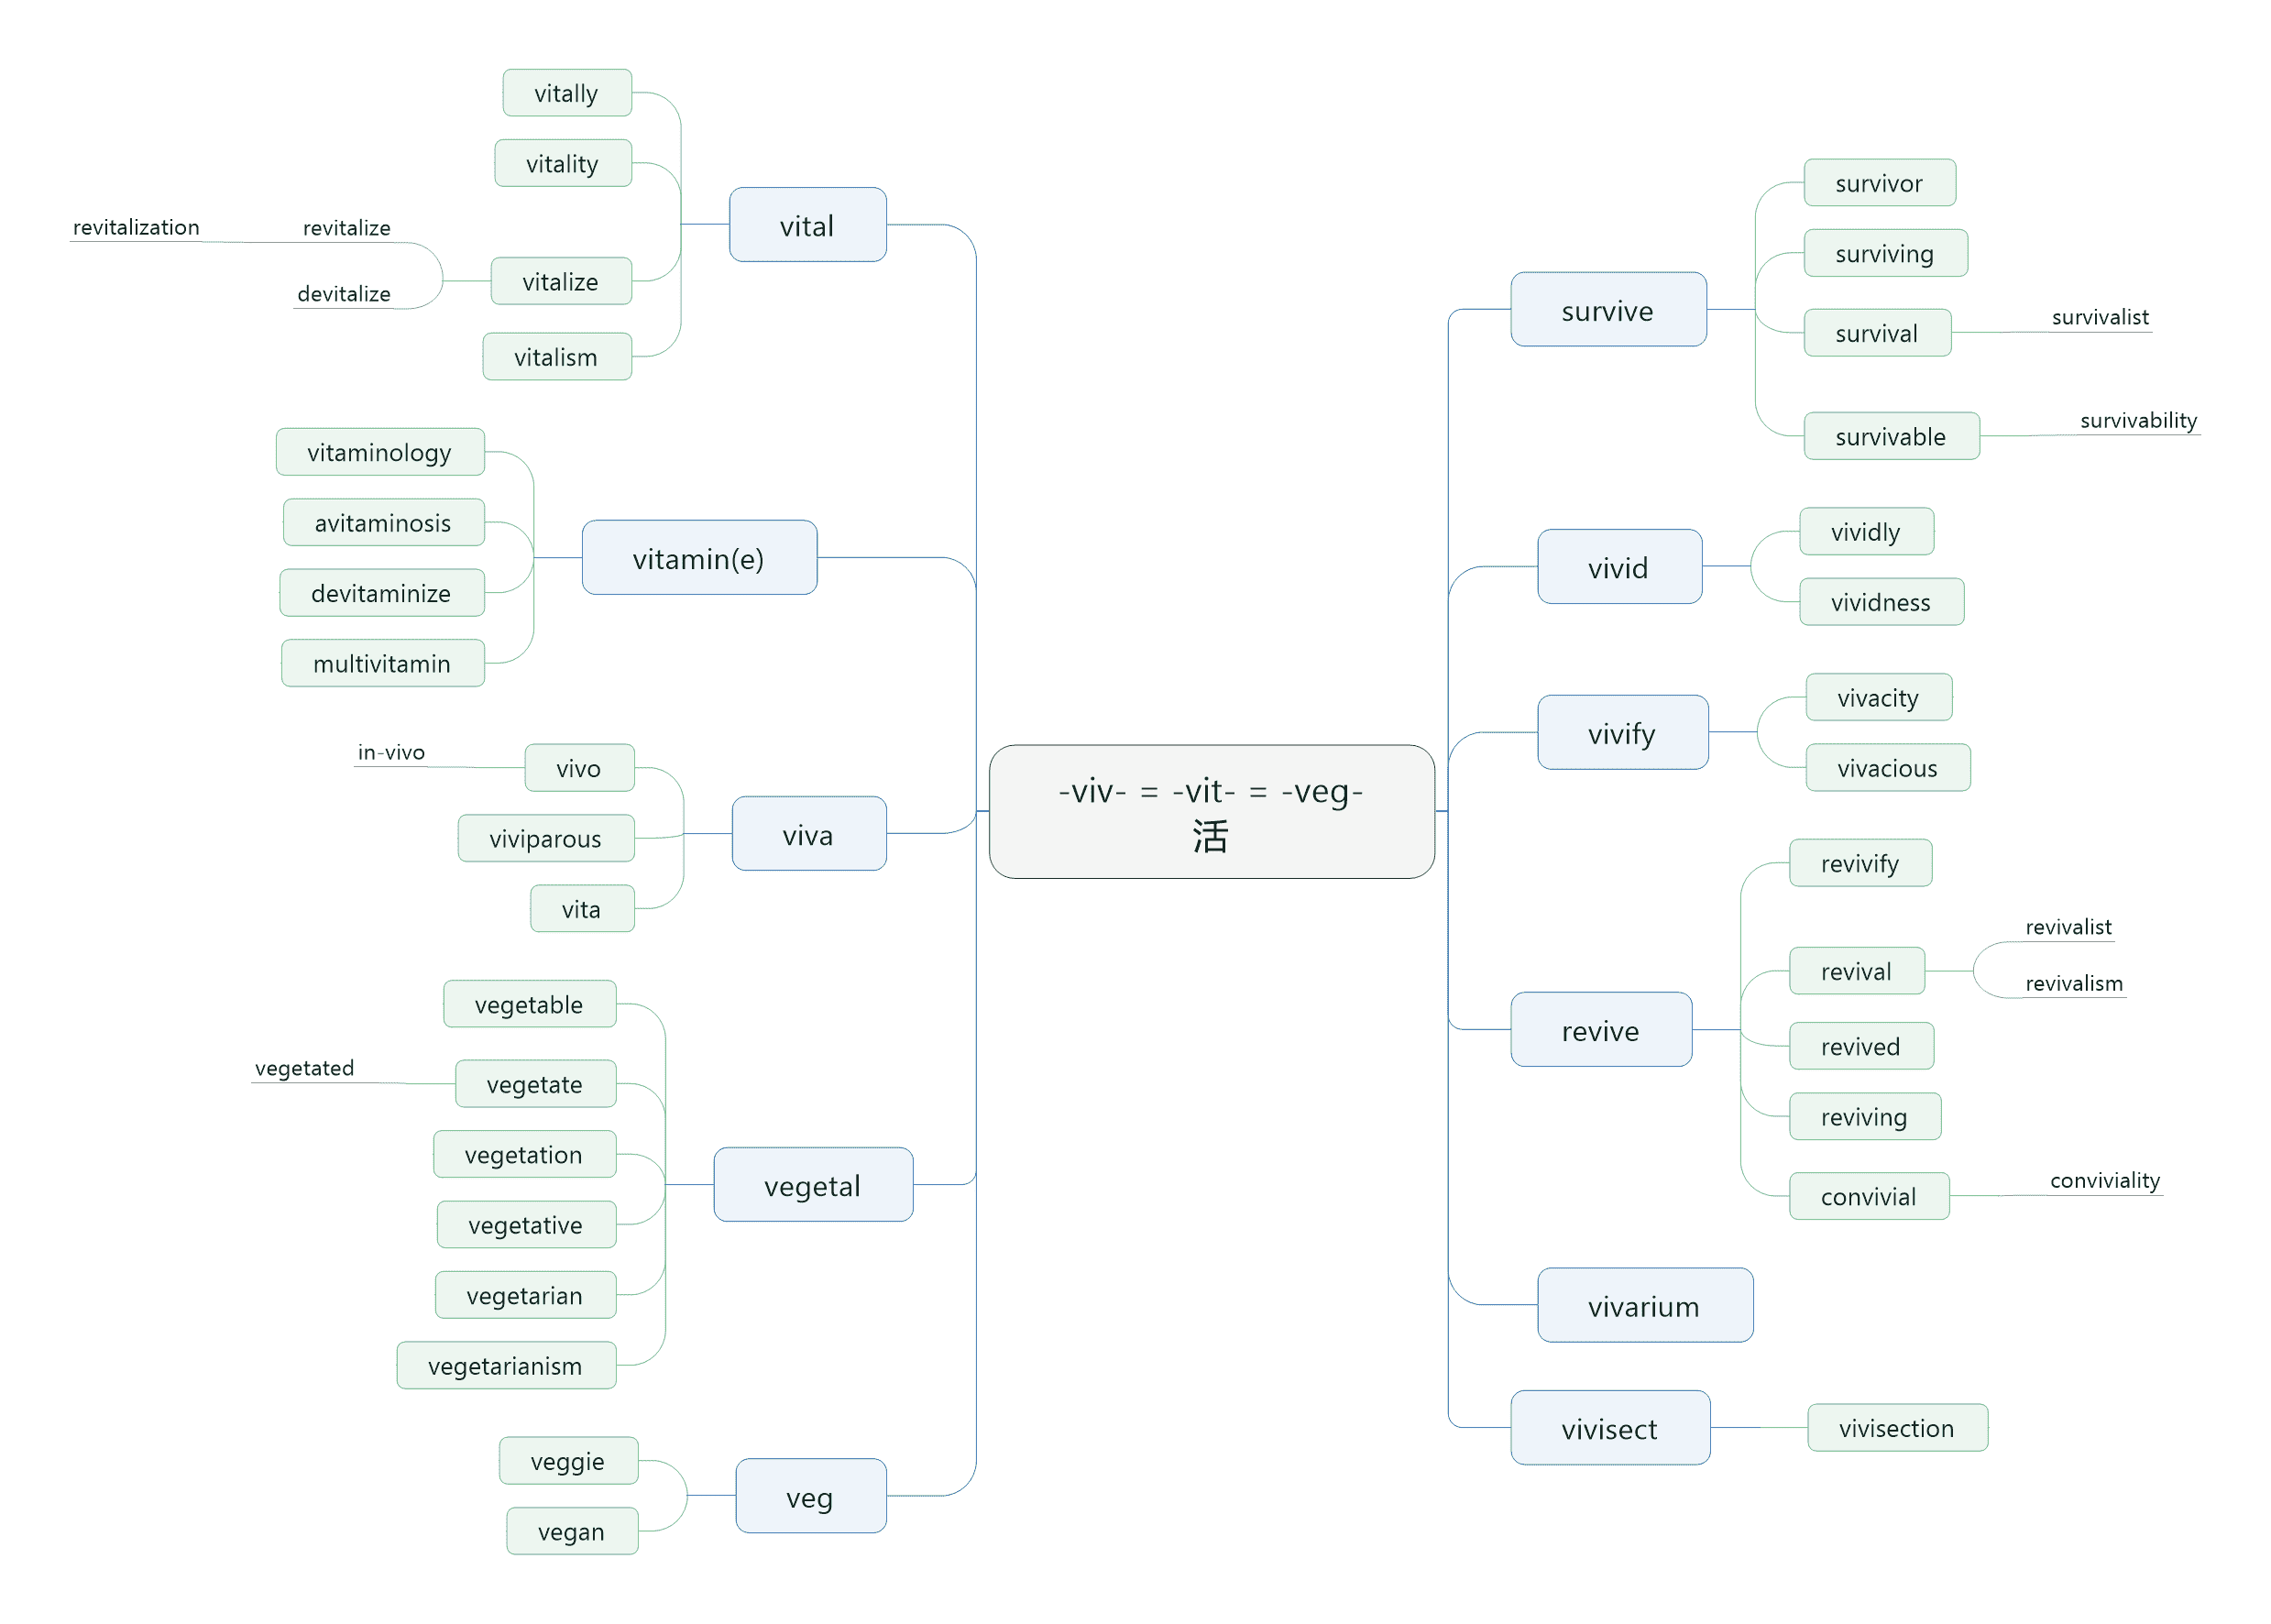 -viv- = -vit- = -veg-
活
survive
survivor
surviving
survival
survivalist
survivable
survivability
vivid
vividly
vividness
vivify
vivacity
vivacious
revive
revivify
revival
revivalist
revivalism
revived
reviving
convivial
conviviality
vivarium
vivisect
vivisection
vital
vitally
vitality
vitalize
revitalize
revitalization
devitalize
vitalism
vitamin(e)
vitaminology
avitaminosis
devitaminize
multivitamin
viva
vivo
in-vivo
viviparous
vita
vegetal
vegetable
vegetate
vegetated
vegetation
vegetative
vegetarian
vegetarianism
veg
veggie
vegan